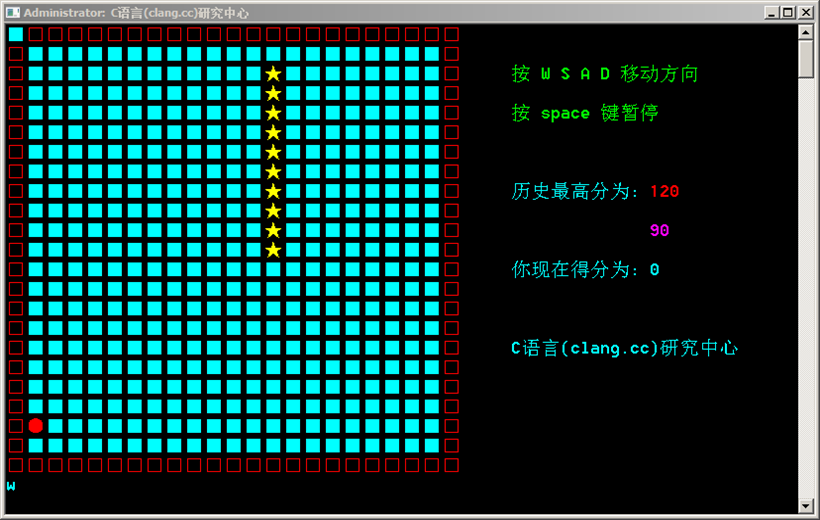 Administrator: C语言(clang.cc)研究中心
按 W S A D 移动方向
按 space 键暂停
历史最高分为: 120
90
你现在得分为: 0
C语言(clang.cc)研究中心
w